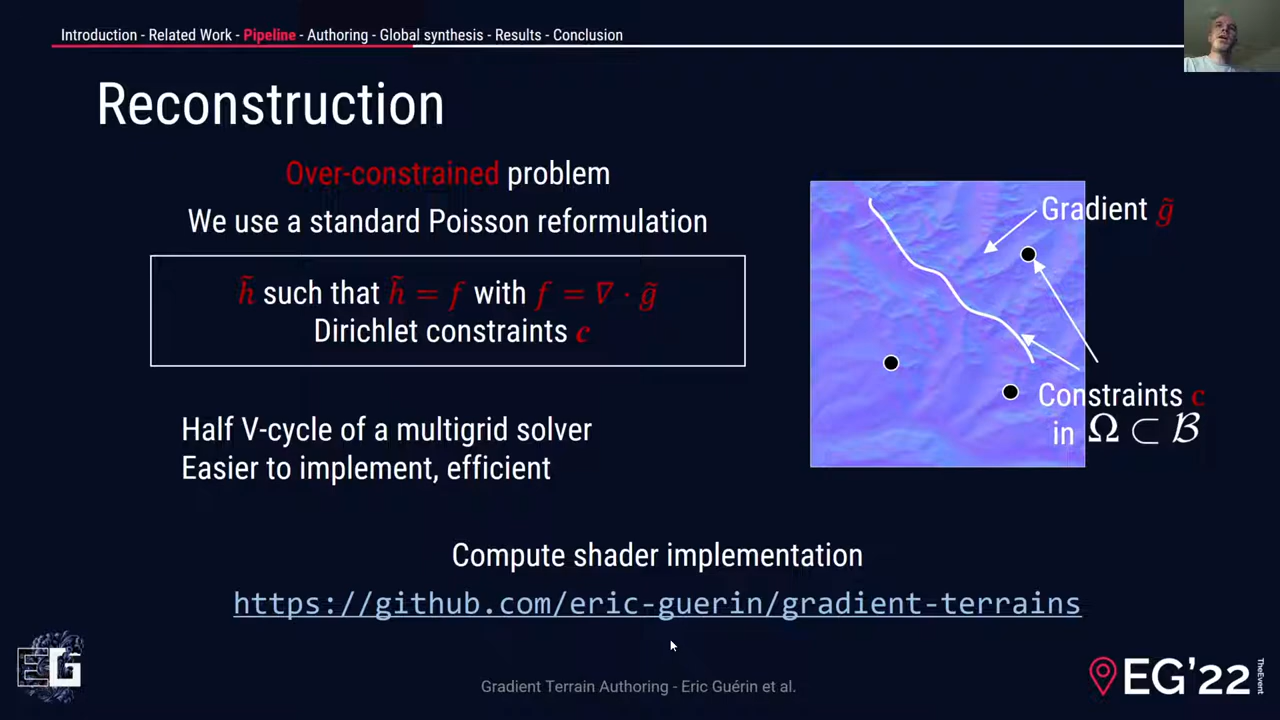 Introduction - Related Work - Pipeline - Authoring - Global synthesis - Results - Conclusion
Reconstruction
Over-constrained problem
We use a standard Poisson reformulation
h̃ such that h̃ = f with f = ∇ · g̃
Dirichlet constraints c
Half V-cycle of a multigrid solver
Easier to implement, efficient
Gradient g̃
Constraints c
in Ω ⊂ ℬ
Compute shader implementation
https://github.com/eric-guerin/gradient-terrains
EG
Gradient Terrain Authoring - Eric Guérin et al.
EG'22
TheEvent